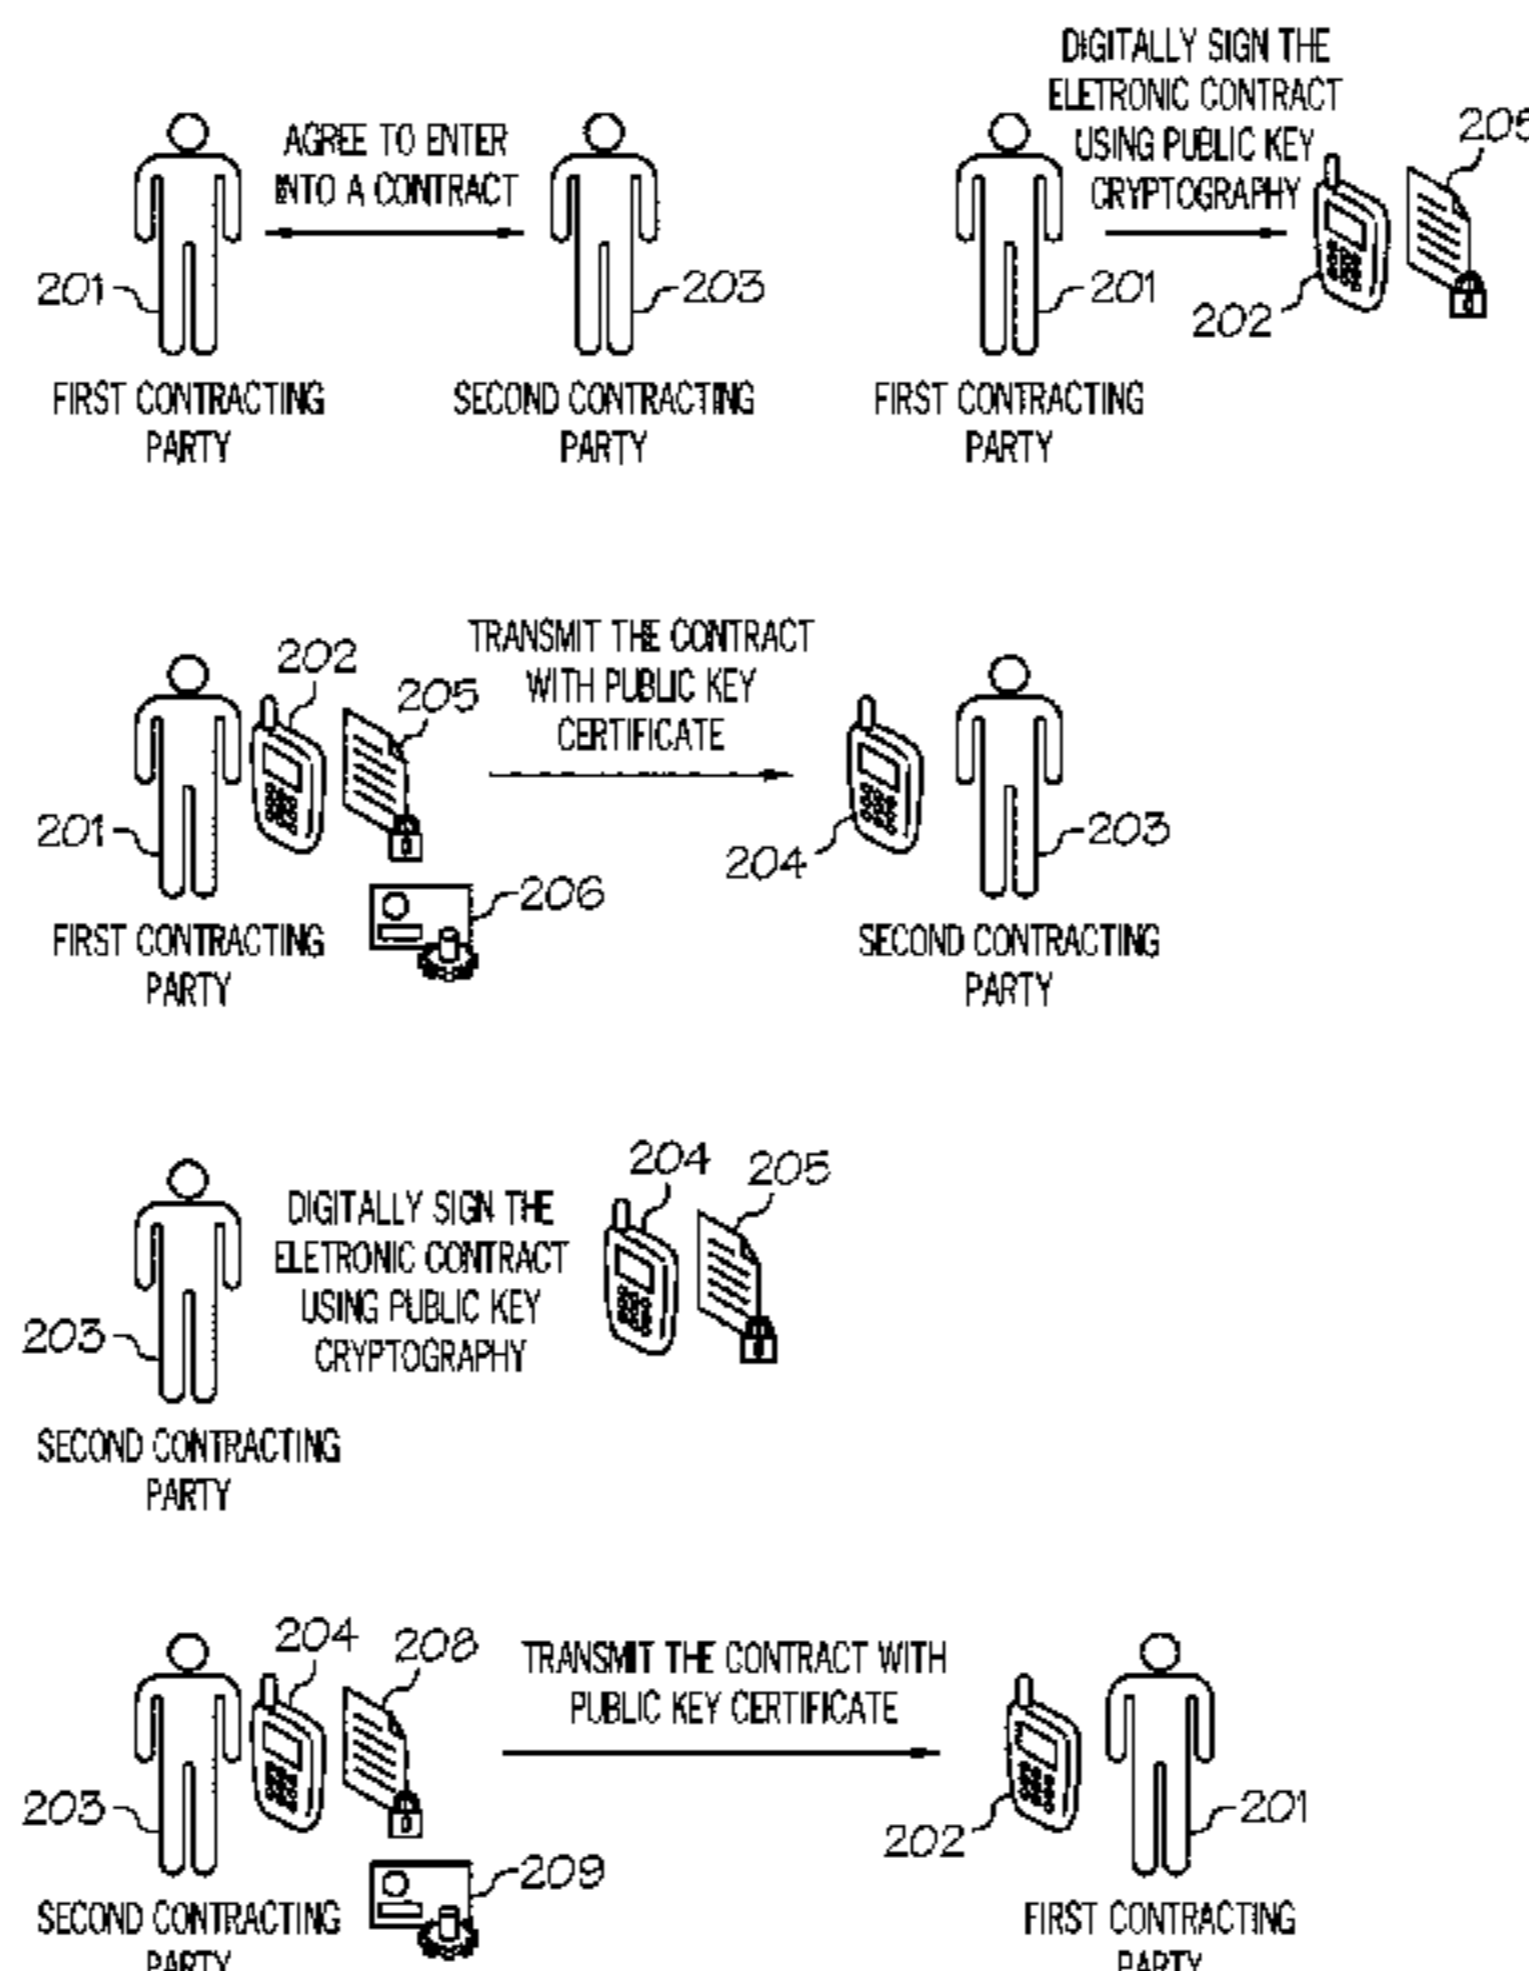 AGREE TO ENTER
INTO A CONTRACT
201
203
FIRST CONTRACTING
PARTY
SECOND CONTRACTING
PARTY
DIGITALLY SIGN THE
ELETRONIC CONTRACT
USING PUBLIC KEY
CRYPTOGRAPHY
205
201
202
FIRST CONTRACTING
PARTY
202
205
TRANSMIT THE CONTRACT
WITH PUBLIC KEY
CERTIFICATE
201
206
204
203
FIRST CONTRACTING
PARTY
SECOND CONTRACTING
PARTY
204
205
DIGITALLY SIGN THE
ELETRONIC CONTRACT
USING PUBLIC KEY
CRYPTOGRAPHY
203
SECOND CONTRACTING
PARTY
204
208
TRANSMIT THE CONTRACT WITH
PUBLIC KEY CERTIFICATE
203
209
202
201
SECOND CONTRACTING
PARTY
FIRST CONTRACTING
PARTY